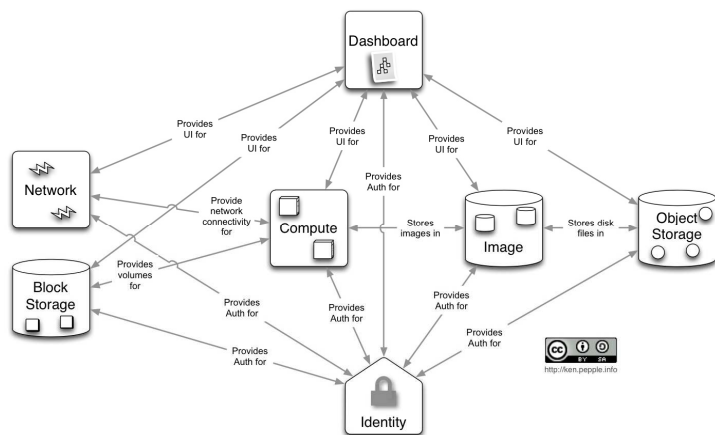 Dashboard
Provides
UI for
Provides
UI for
Provides
UI for
Provides
UI for
Provides
UI for
Provides
Auth for
Network
Provide
network
connectivity
for
Compute
Stores
images in
Image
Stores disk
files in
Object
Storage
Block
Storage
Provides
volumes
for
Provides
Auth for
Provides
Auth for
Provides
Auth for
Provides
Auth for
Provides
Auth for
Identity
cc
BY SA
http://ken.pepple.info